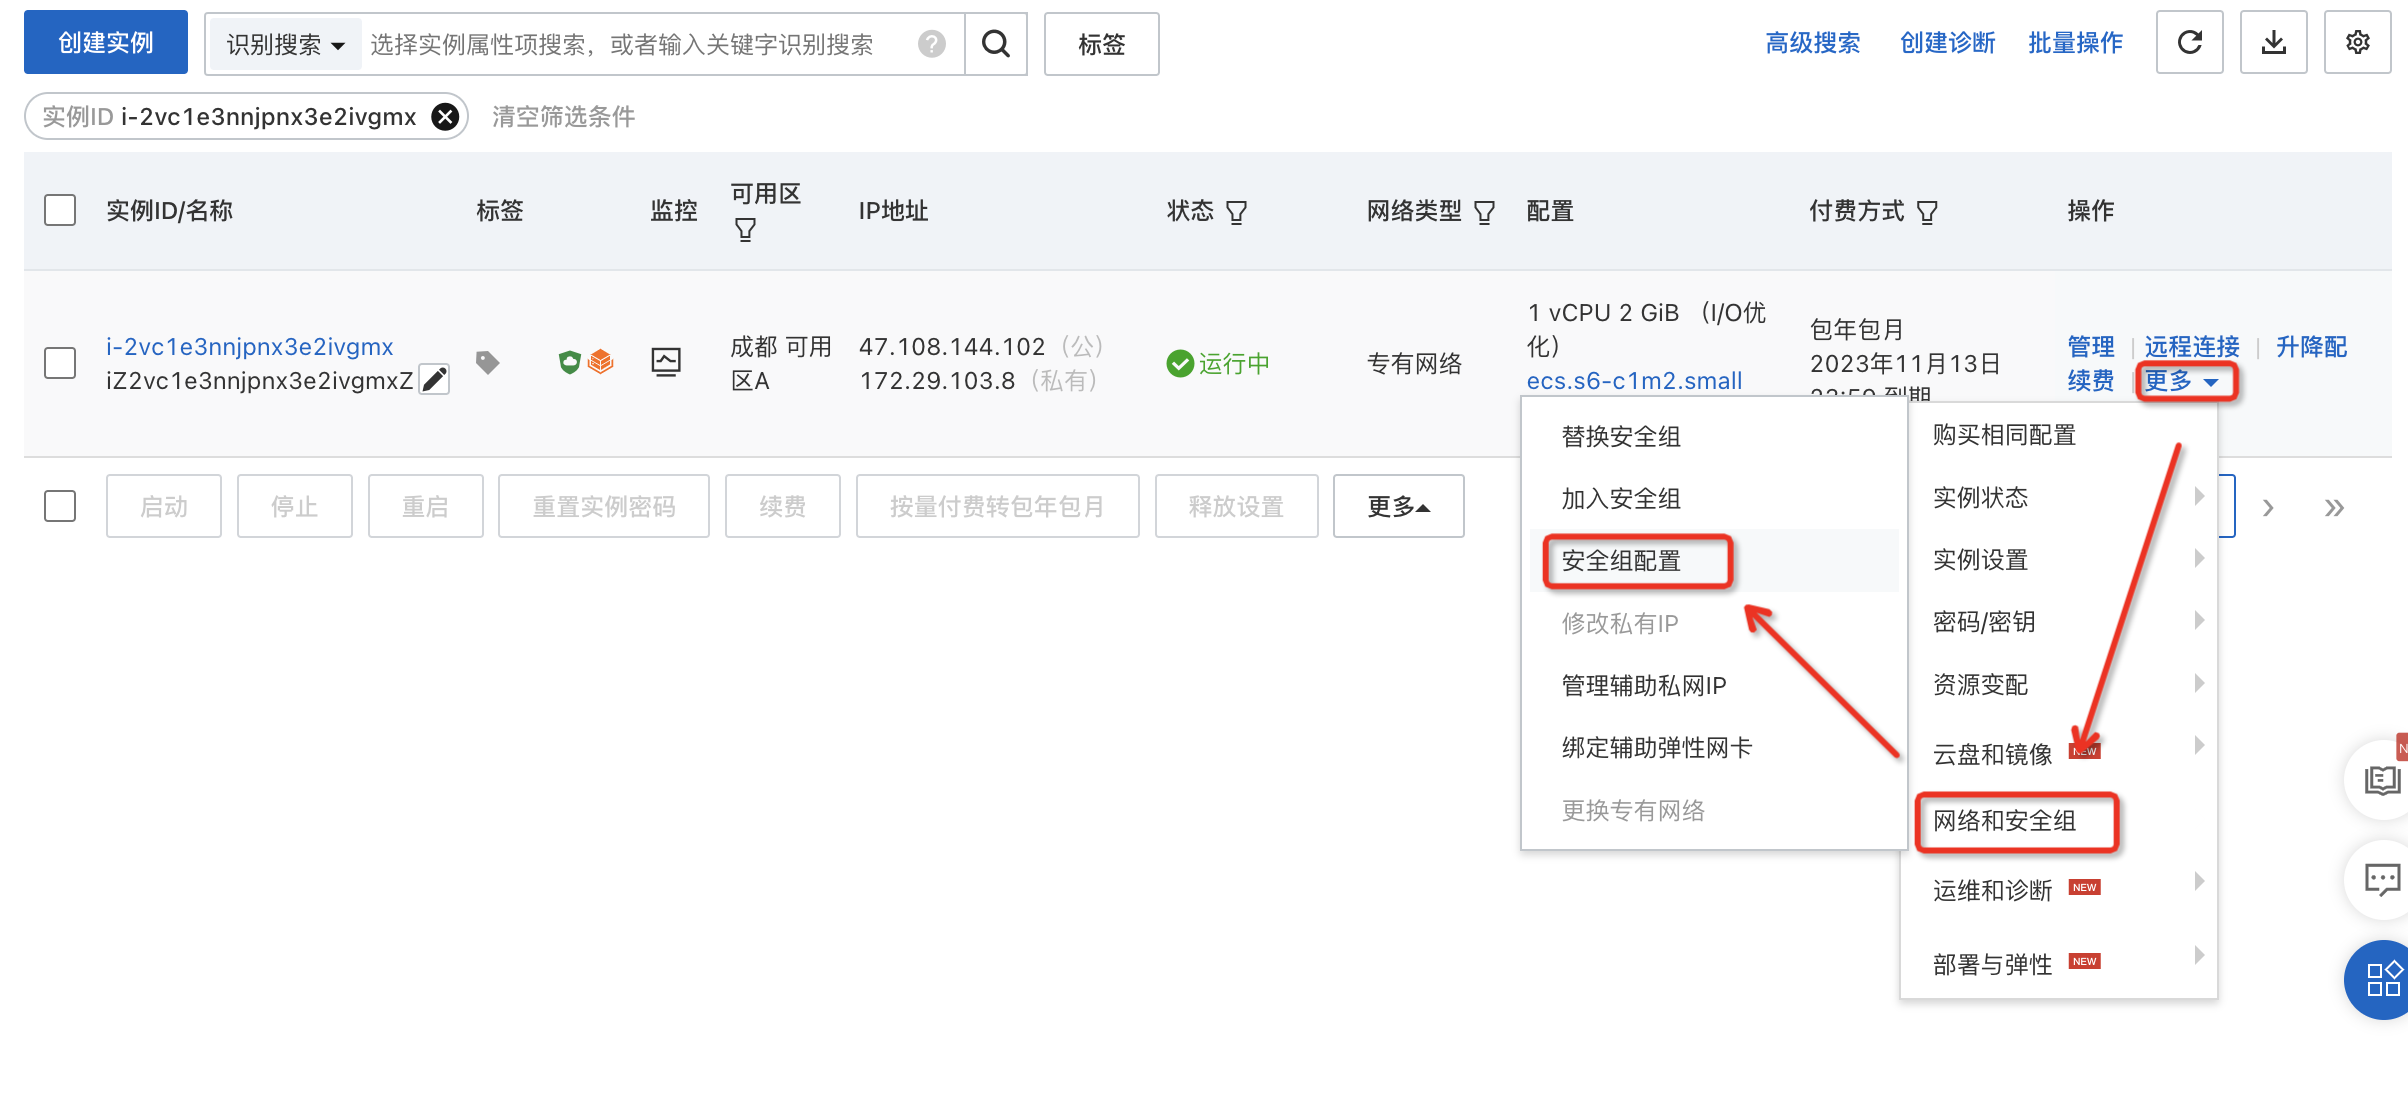 创建实例
识别搜索
选择实例属性项搜索，或者输入关键字识别搜索
标签
高级搜索
创建诊断
批量操作
实例ID i-2vc1e3nnjpnx3e2ivgmx
清空筛选条件
实例ID/名称
标签
监控
可用区
IP地址
状态
网络类型
配置
付费方式
操作
i-2vc1e3nnjpnx3e2ivgmx
iZ2vc1e3nnjpnx3e2ivgmxZ
成都 可用
区A
47.108.144.102（公）
172.29.103.8（私有）
运行中
专有网络
1 vCPU 2 GiB （I/O优
化）
ecs.s6-c1m2.small
包年包月
2023年11月13日
23:59 到期
管理 | 远程连接 | 升降配
续费 | 更多
启动
停止
重启
重置实例密码
续费
按量付费转包年包月
释放设置
更多
替换安全组
加入安全组
安全组配置
修改私有IP
管理辅助私网IP
绑定辅助弹性网卡
更换专有网络
购买相同配置
实例状态
实例设置
密码/密钥
资源变配
云盘和镜像 NEW
网络和安全组
运维和诊断 NEW
部署与弹性 NEW